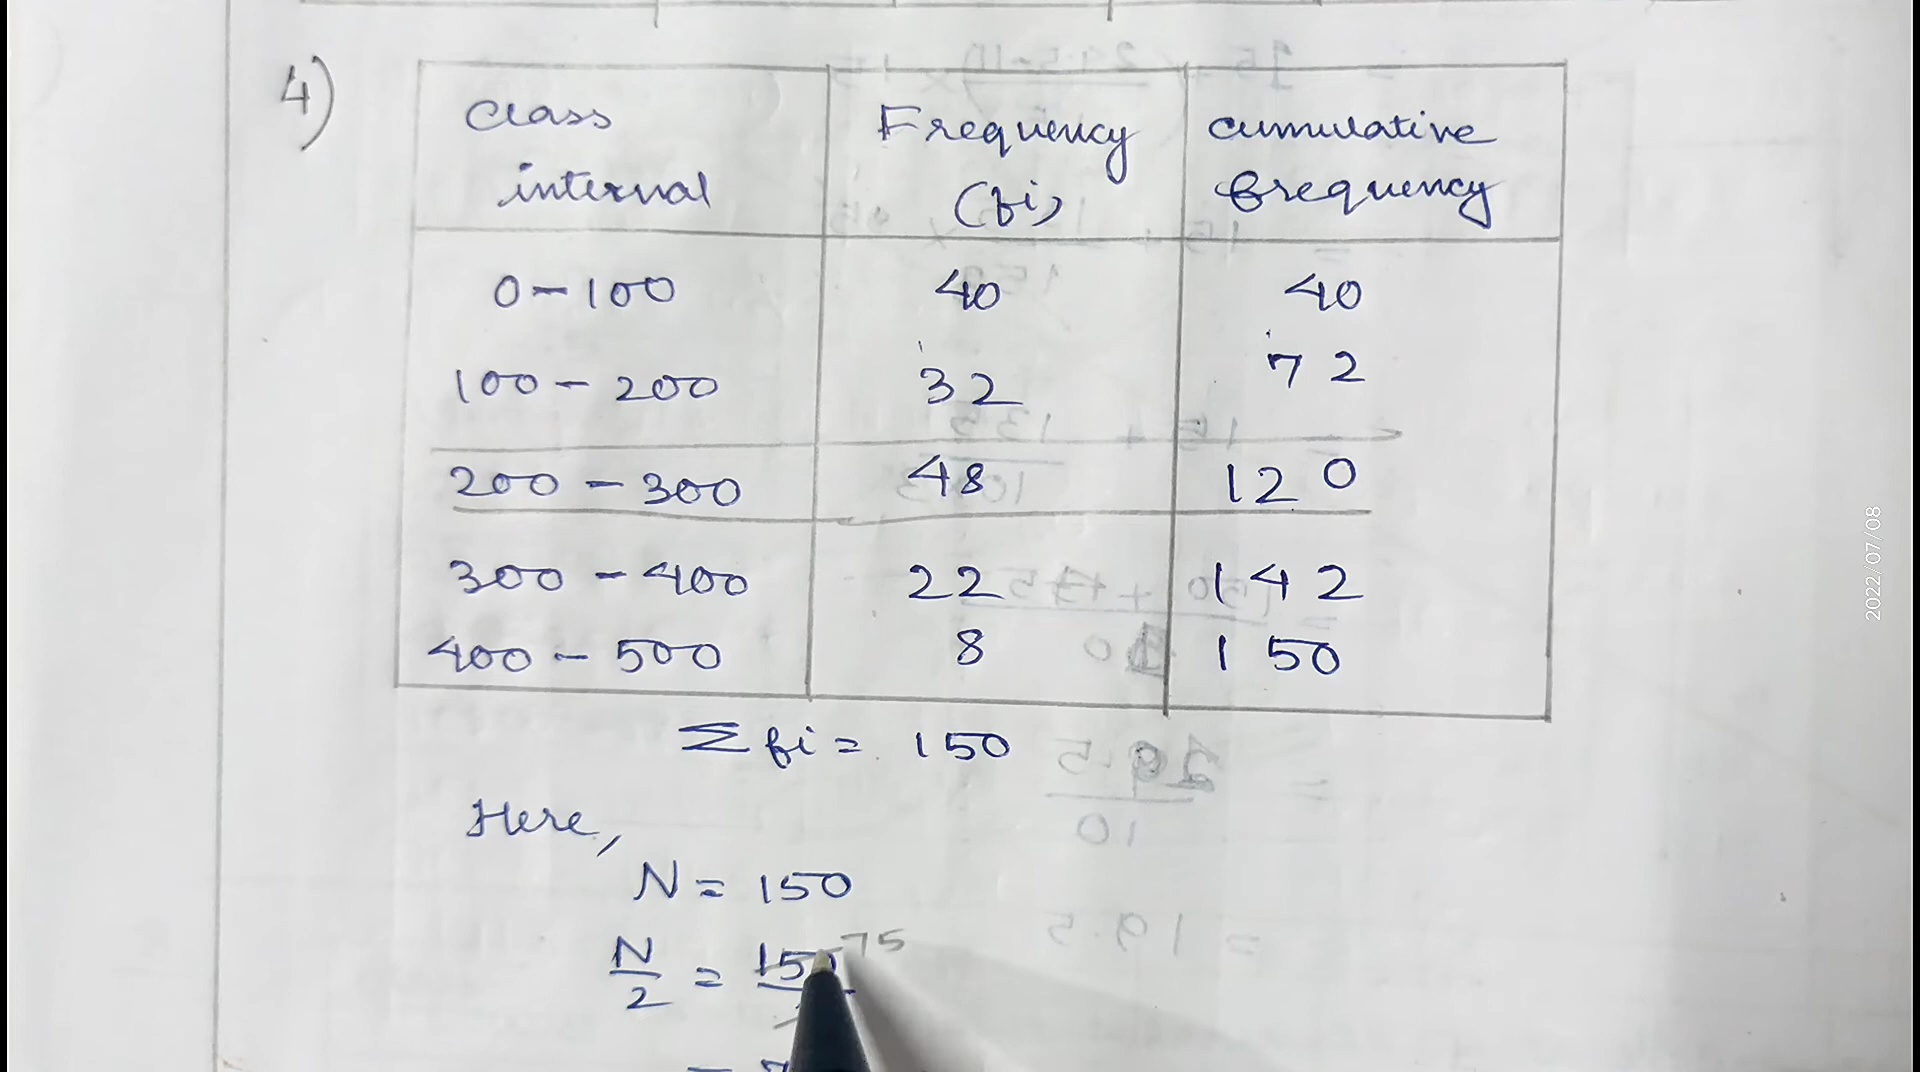 4)
Class interval
Frequency (fi)
cumulative frequency
0-100 40 40
100-200 32 72
200-300 48 120
300-400 22 142
400-500 8 150
Σfi = 150
Here,
N = 150
N/2 = 150 75
=
2022/07/08